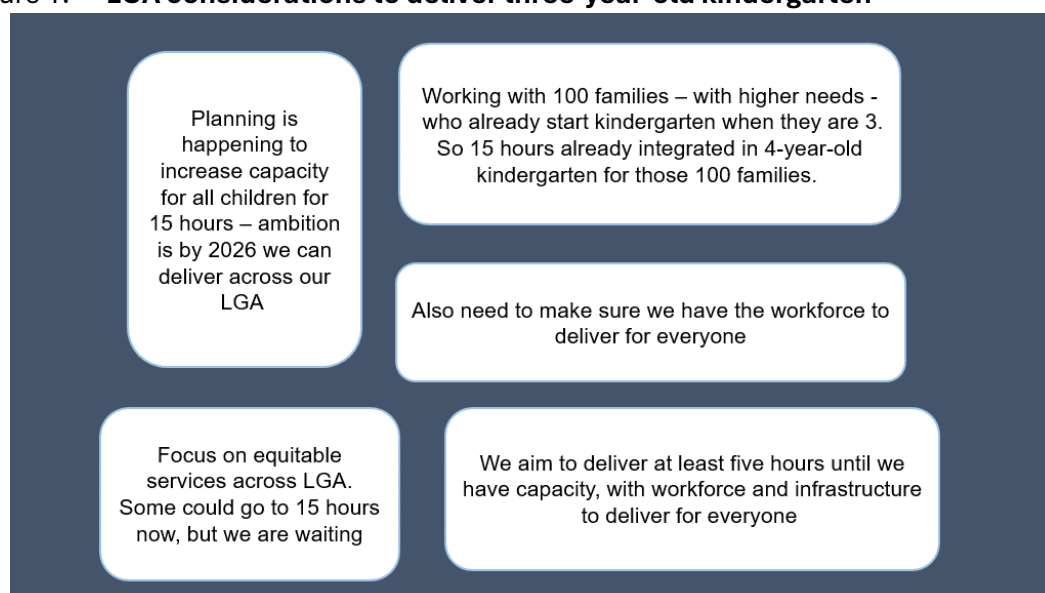 LGA considerations to deliver three-year-old kindergarten
Planning is
happening to
increase capacity
for all children for
15 hours – ambition
is by 2026 we can
deliver across our
LGA
Working with 100 families – with higher needs -
who already start kindergarten when they are 3.
So 15 hours already integrated in 4-year-old
kindergarten for those 100 families.
Also need to make sure we have the workforce to
deliver for everyone
Focus on equitable
services across LGA.
Some could go to 15 hours
now, but we are waiting
We aim to deliver at least five hours until we
have capacity, with workforce and infrastructure
to deliver for everyone